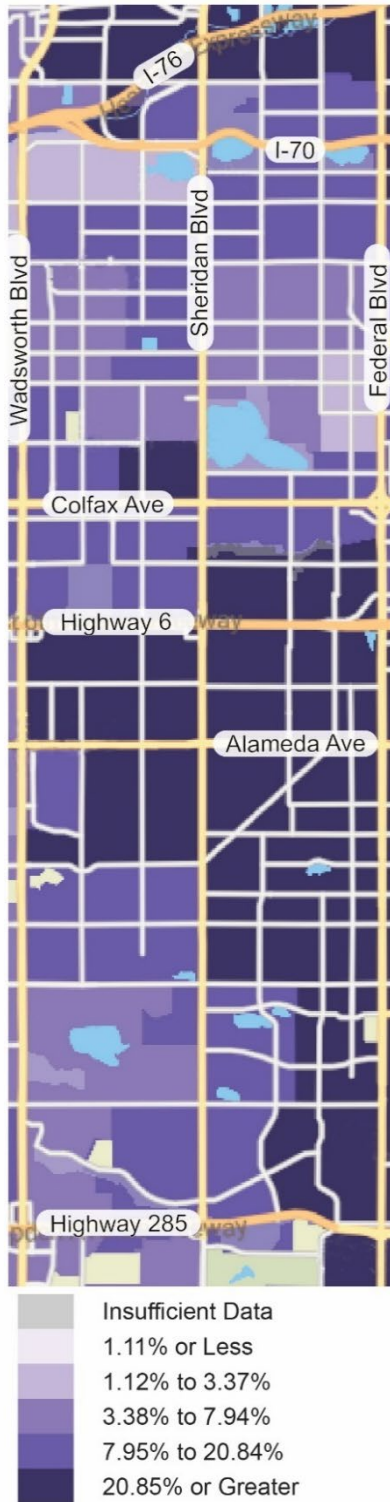 I-76
Expressway
I-70
Wadsworth Blvd
Sheridan Blvd
Federal Blvd
Colfax Ave
Highway 6
Alameda Ave
Highway 285
Insufficient Data
1.11% or Less
1.12% to 3.37%
3.38% to 7.94%
7.95% to 20.84%
20.85% or Greater